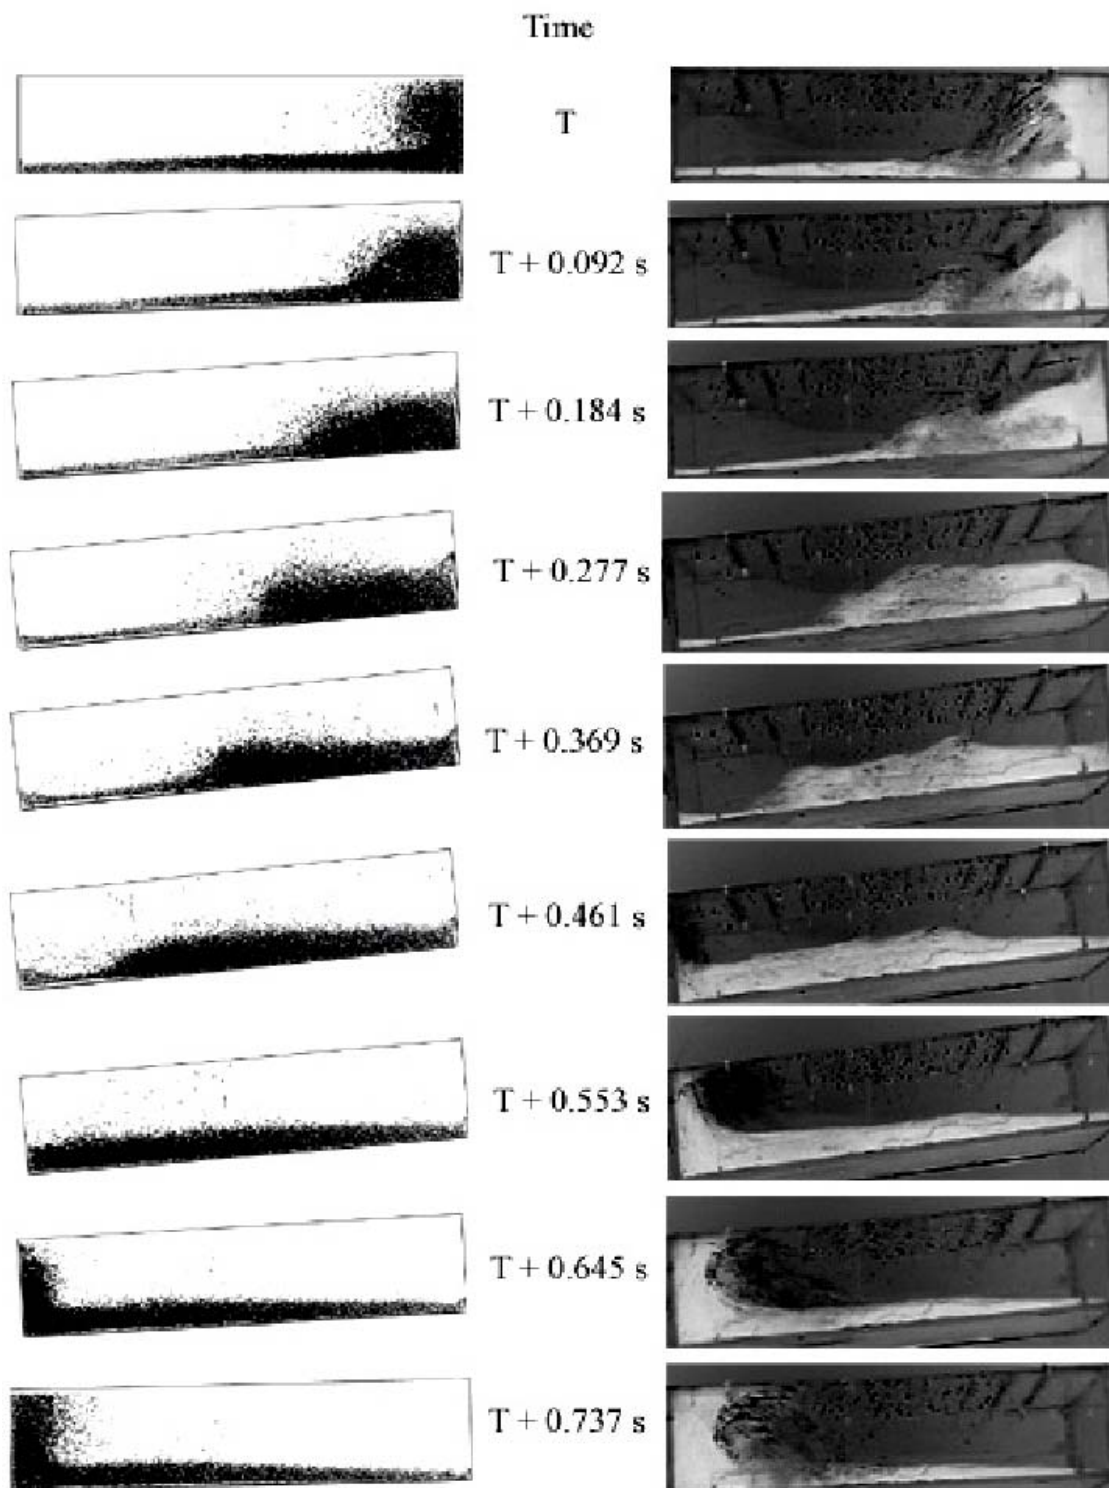 Time
T
T + 0.092 s
T + 0.184 s
T + 0.277 s
T + 0.369 s
T + 0.461 s
T + 0.553 s
T + 0.645 s
T + 0.737 s